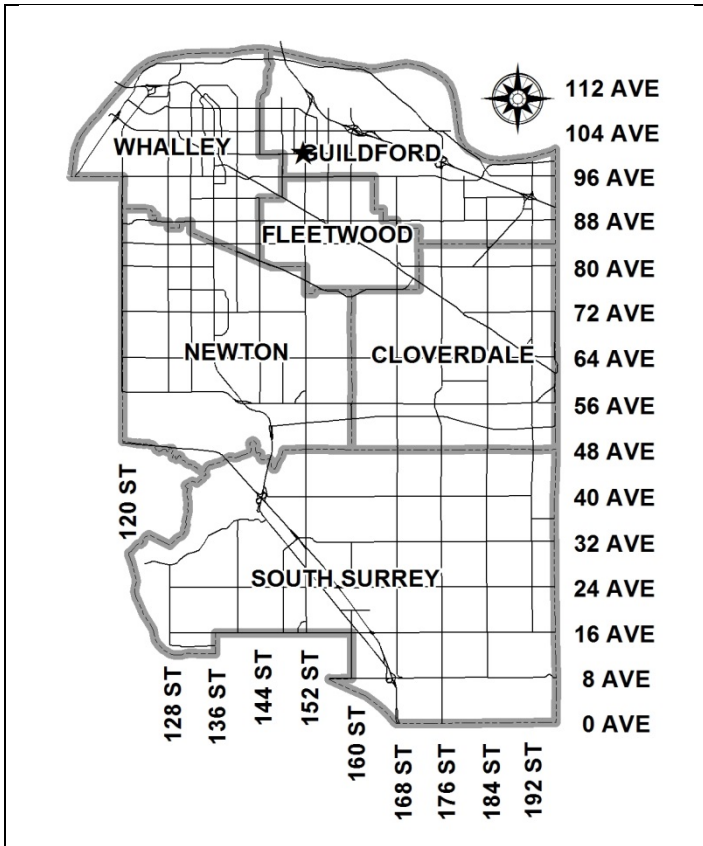 112 AVE
104 AVE
WHALLEY
GUILDFORD
96 AVE
88 AVE
FLEETWOOD
80 AVE
72 AVE
NEWTON
CLOVERDALE
64 AVE
56 AVE
48 AVE
40 AVE
120 ST
32 AVE
SOUTH SURREY
24 AVE
16 AVE
128 ST
136 ST
144 ST
152 ST
8 AVE
160 ST
0 AVE
168 ST
176 ST
184 ST
192 ST